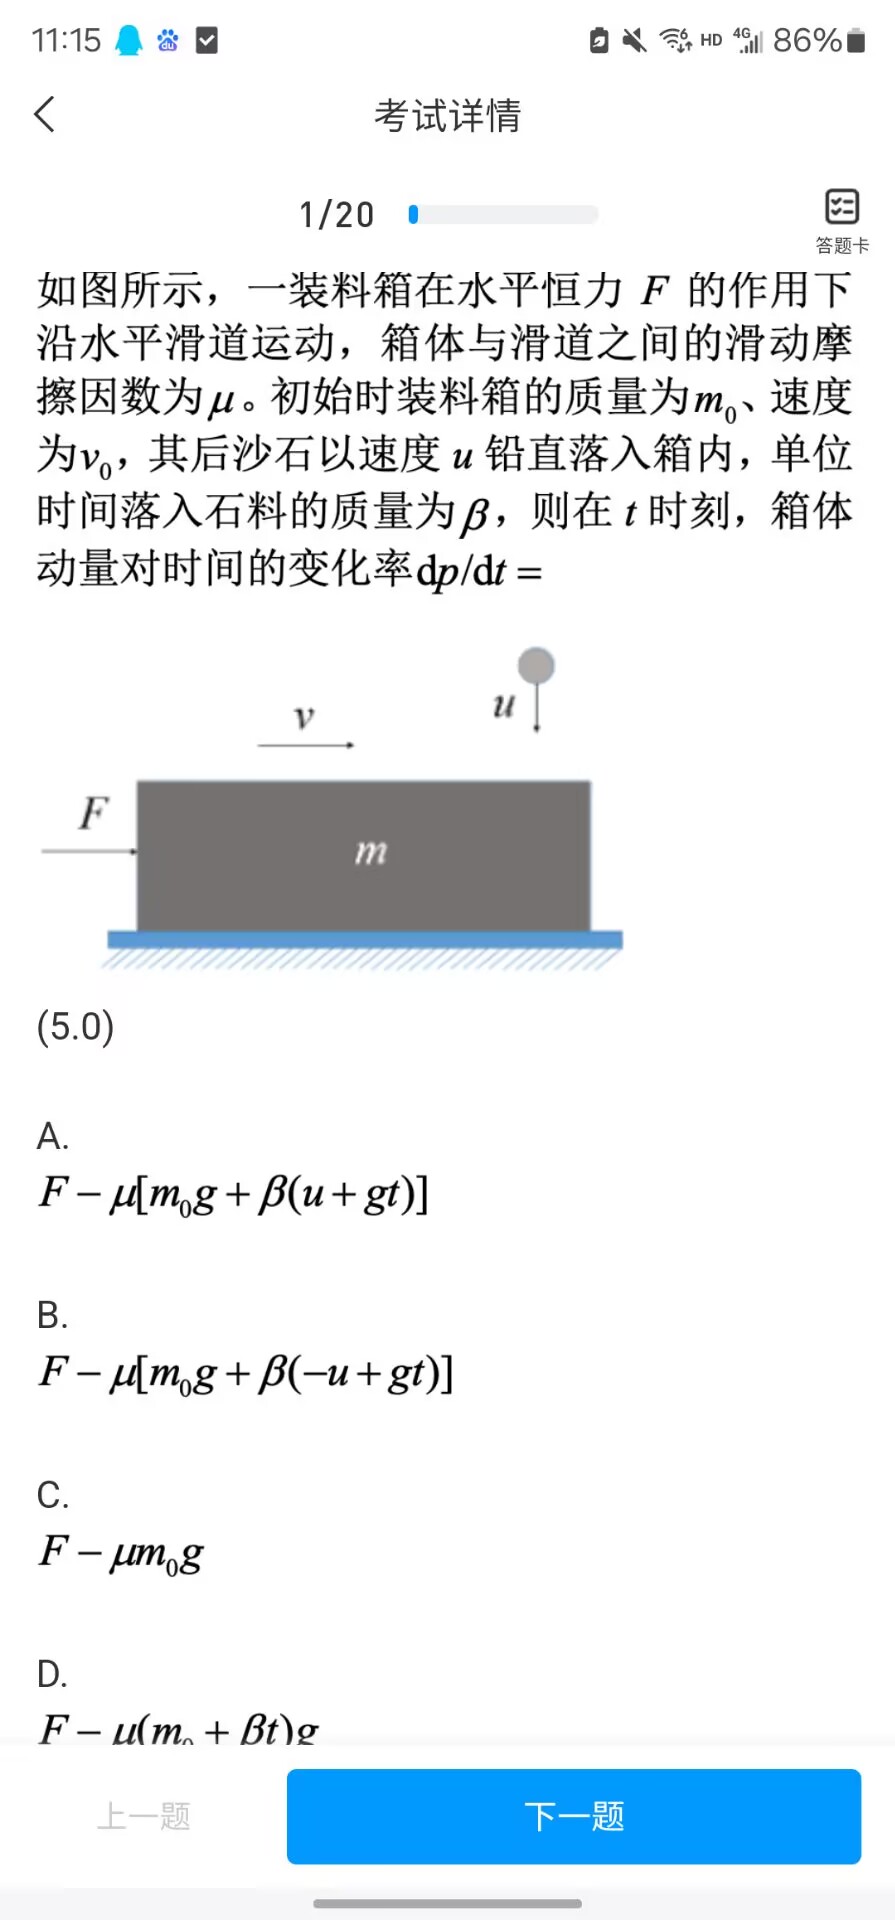 11:15 du 6 HD 4G 86%
考试详情
1/20
答题卡
如图所示，一装料箱在水平恒力 F 的作用下
沿水平滑道运动，箱体与滑道之间的滑动摩
擦因数为μ。初始时装料箱的质量为m₀、速度
为v₀，其后沙石以速度 u 铅直落入箱内，单位
时间落入石料的质量为β，则在 t 时刻，箱体
动量对时间的变化率dp/dt =
v
u
F
m
(5.0)
A.
F − μ[m₀g + β(u + gt)]
B.
F − μ[m₀g + β(−u + gt)]
C.
F − μm₀g
D.
F − μ(m₀ + βt)g
上一题
下一题